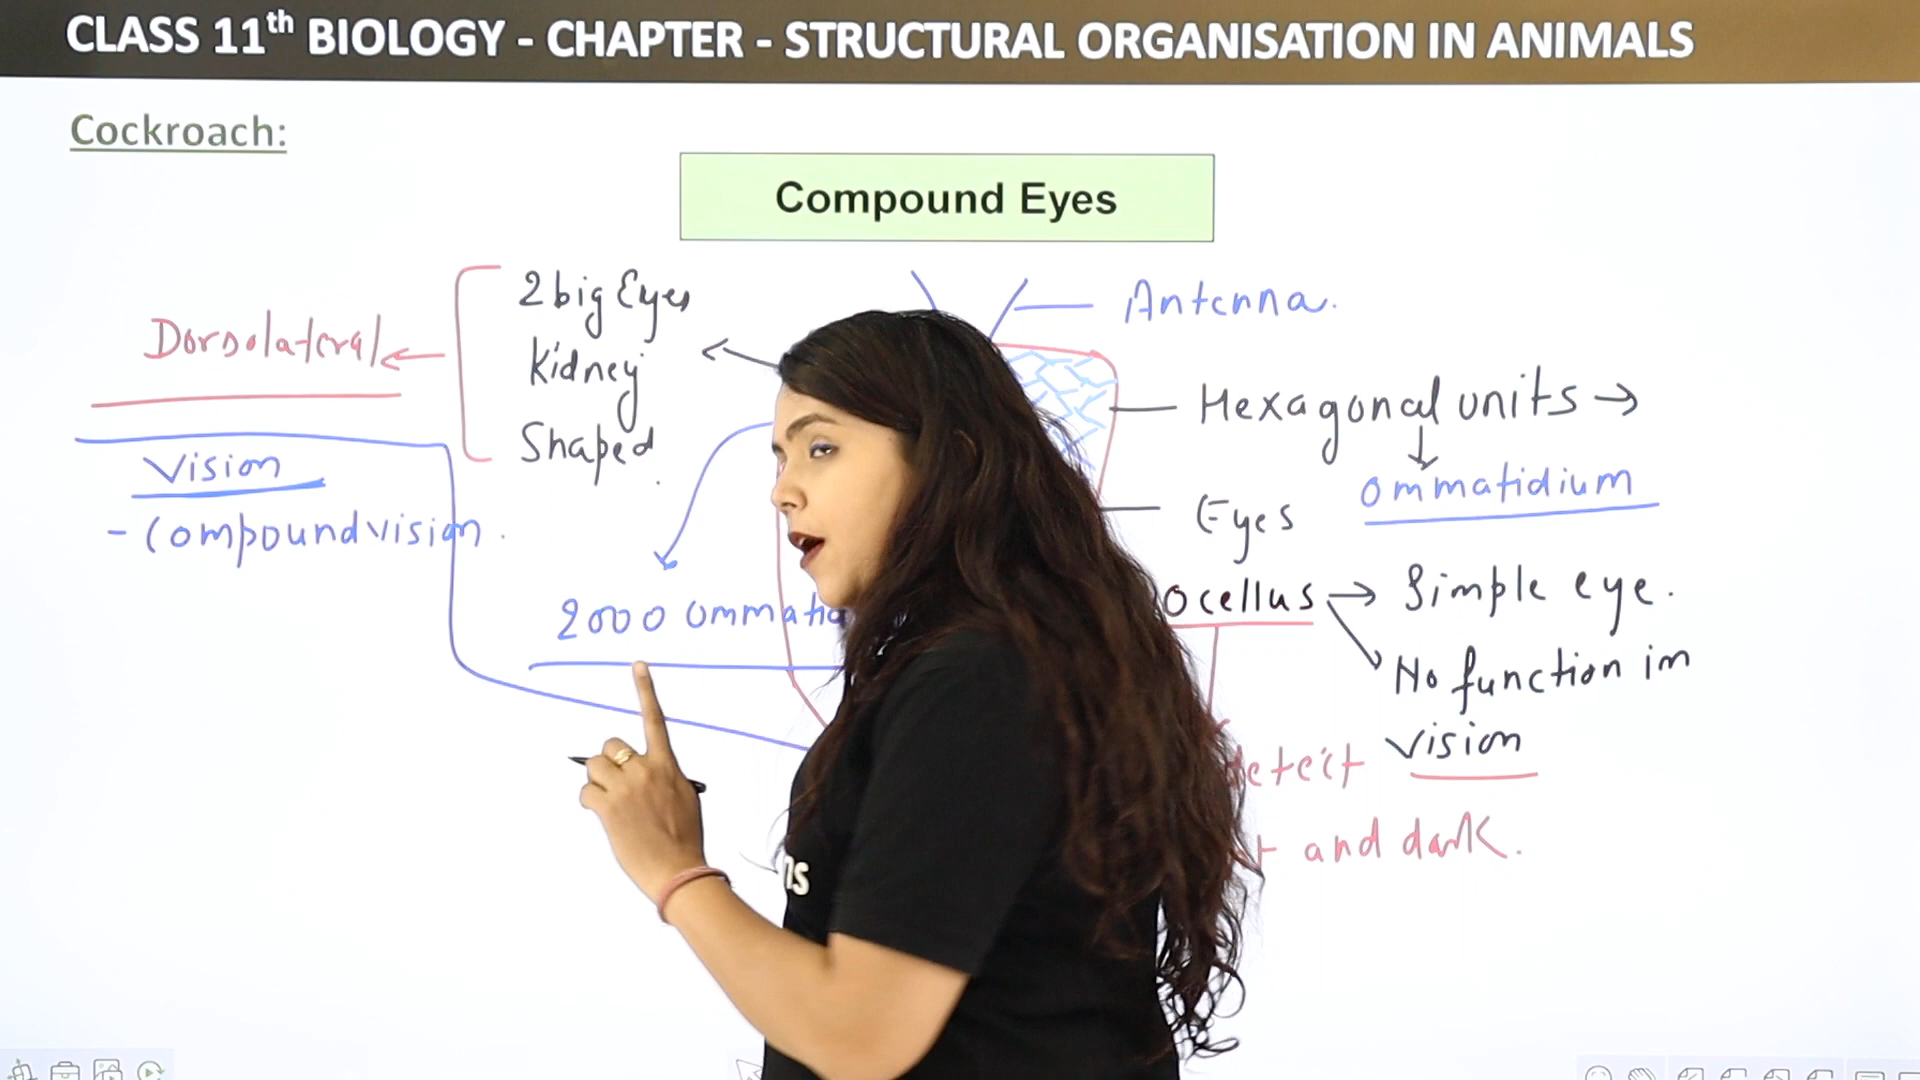 CLASS 11th BIOLOGY - CHAPTER - STRUCTURAL ORGANISATION IN ANIMALS
Cockroach:
Compound Eyes
2 big Eyes
Kidney
Shaped.
Dorsolateral
Vision
- Compound vision.
2000
Antenna.
Hexagonal units →
Ommatidium
Eyes
Ocellus → Simple eye.
No function in
vision
and dark.